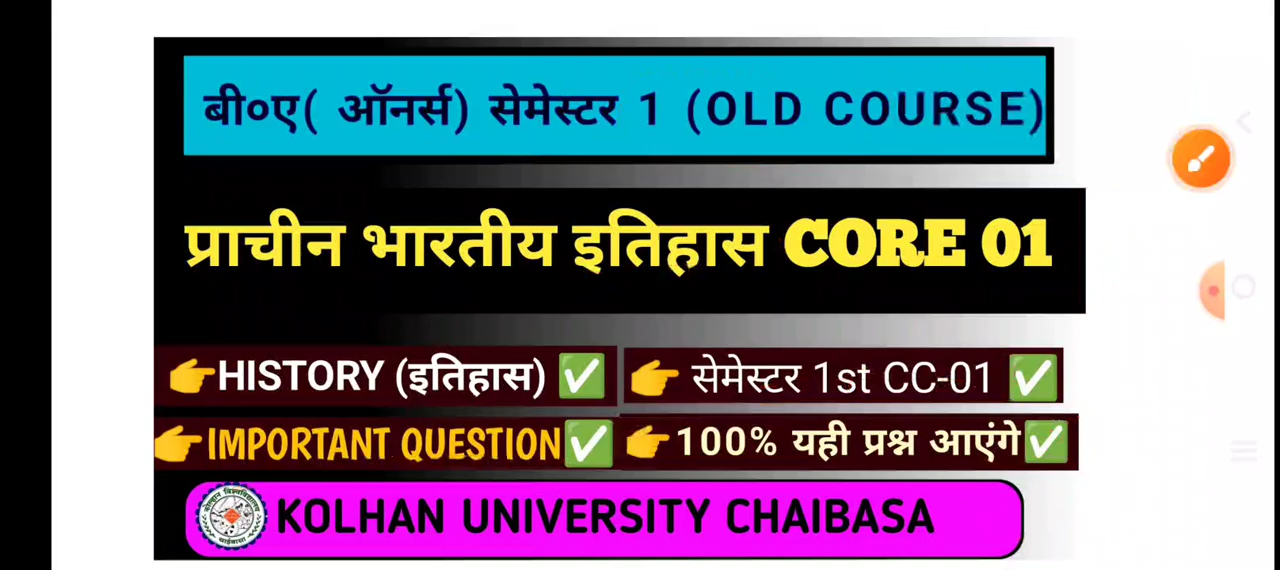 बी०ए( ऑनर्स) सेमेस्टर 1 (OLD COURSE)
प्राचीन भारतीय इतिहास CORE 01
👉HISTORY (इतिहास) ✅ 👉 सेमेस्टर 1st CC-01 ✅
👉IMPORTANT QUESTION✅ 👉100% यही प्रश्न आएंगे✅
KOLHAN UNIVERSITY CHAIBASA